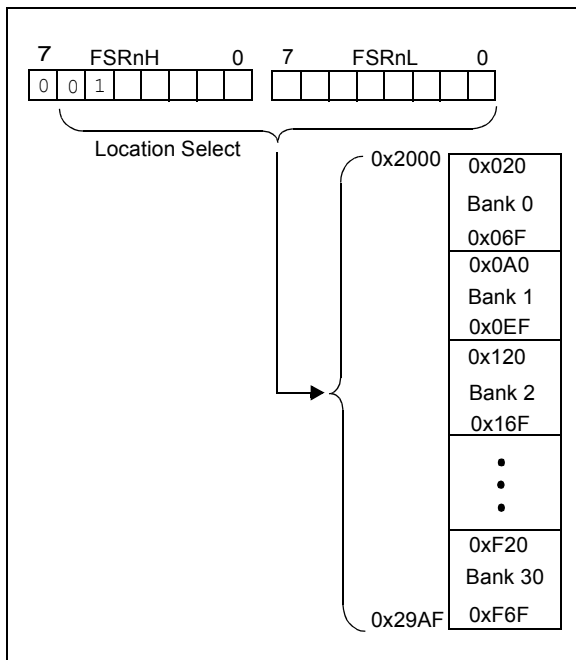 7 FSRnH 0 7 FSRnL 0
0 0 1
Location Select
0x2000
0x020
Bank 0
0x06F
0x0A0
Bank 1
0x0EF
0x120
Bank 2
0x16F
0xF20
Bank 30
0xF6F
0x29AF